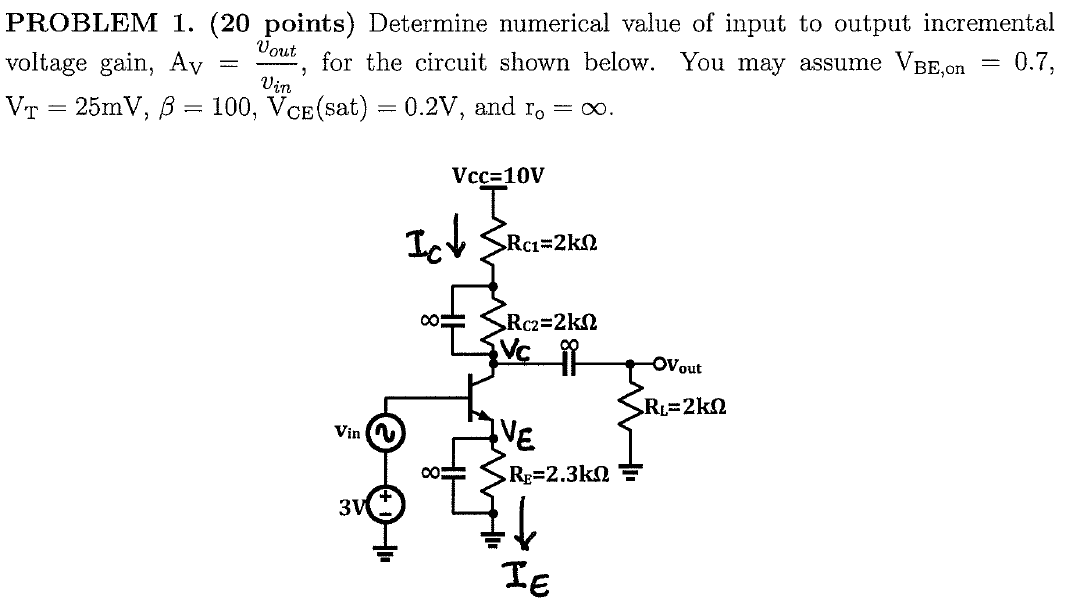 PROBLEM 1. (20 points) Determine numerical value of input to output incremental
voltage gain, A_V = v_out/v_in, for the circuit shown below. You may assume V_BE,on = 0.7,
V_T = 25mV, β = 100, V_CE(sat) = 0.2V, and r_o = ∞.
Vcc=10V
I_C ↓ R_C1=2kΩ
∞ R_C2=2kΩ
V_C ∞ V_out
R_L=2kΩ
V_in V_E
∞ R_E=2.3kΩ
3V + −
I_E